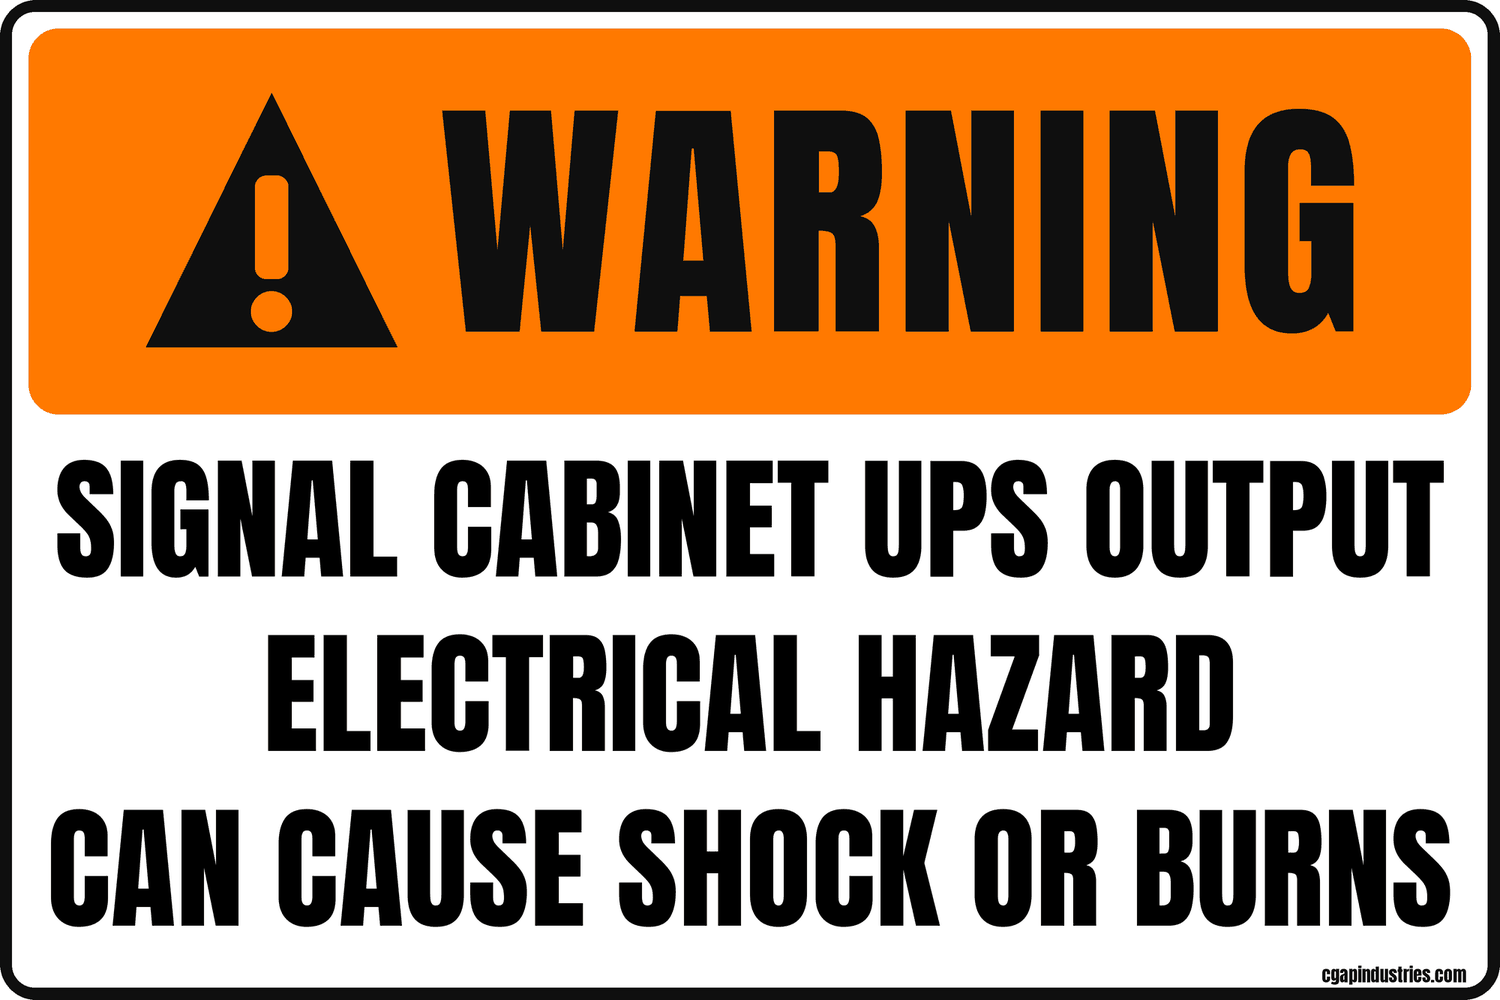 WARNING
SIGNAL CABINET UPS OUTPUT
ELECTRICAL HAZARD
CAN CAUSE SHOCK OR BURNS
cgapindustries.com